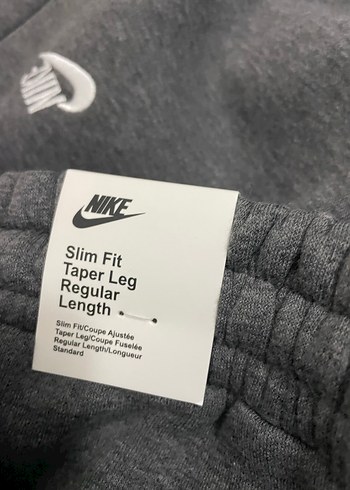 NIKE
NIKE
Slim Fit
Taper Leg
Regular
Length
Slim Fit/Coupe Ajustée
Taper Leg/Coupe Fuselée
Regular Length/Longueur
Standard